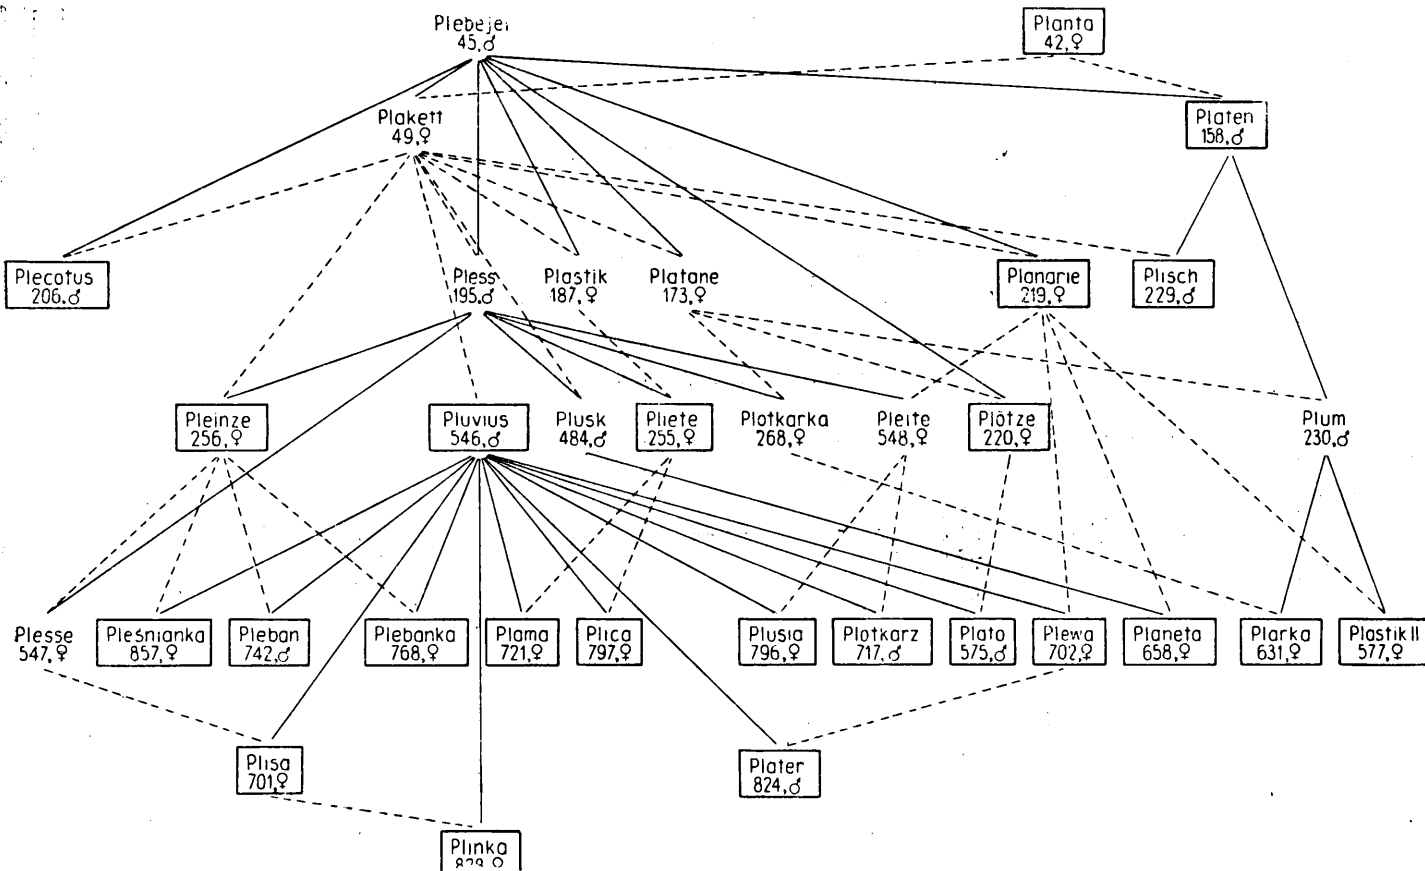 Plebejer
45,♂
Planta
42,♀
Plakett
49,♀
Platen
158,♂
Plecotus
206,♂
Pless
195,♂
Plastik
187,♀
Platane
173,♀
Planarie
219,♀
Plisch
229,♂
Pleinze
256,♀
Pluvius
546,♂
Plusk
484,♂
Pliete
255,♀
Plotkarka
268,♀
Pleite
548,♀
Plötze
220,♀
Plum
230,♂
Plesse
547,♀
Pleśnianka
857,♀
Pleban
742,♂
Plebanka
768,♀
Plama
721,♀
Plica
797,♀
Plusia
796,♀
Plotkarz
717,♂
Plato
575,♂
Plewa
702,♀
Planeta
658,♀
Plarka
631,♀
Plastik II
577,♀
Plisa
701,♀
Plater
824,♂
Plinka
829,♀